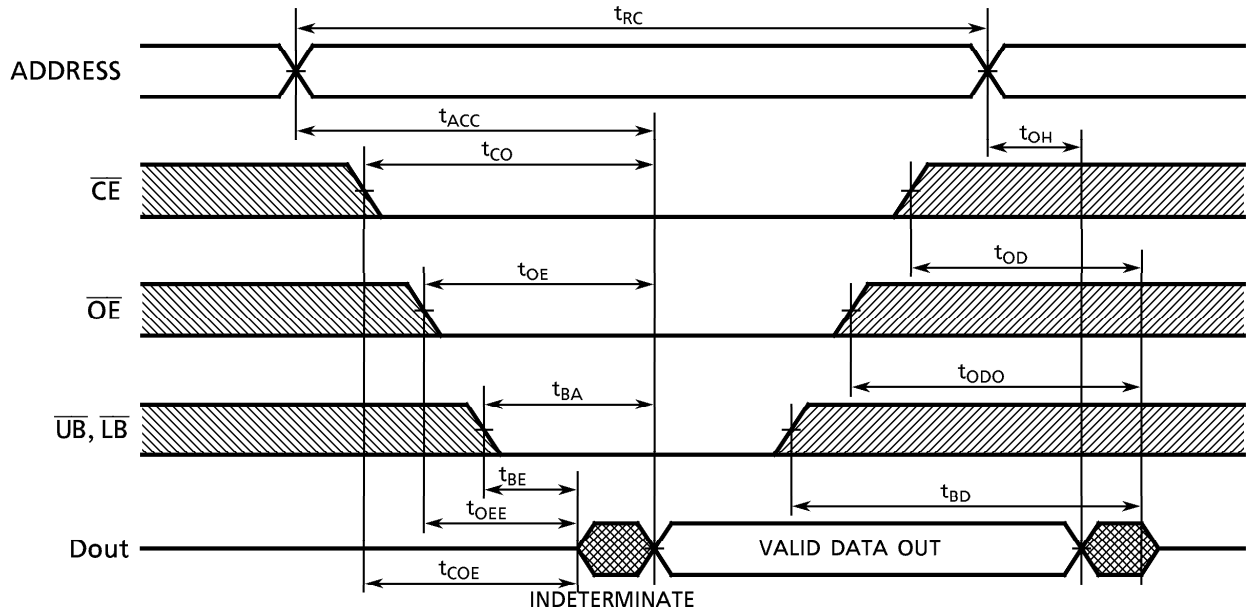 tRC
ADDRESS
tACC
tOH
tCO
CE
tOD
tOE
OE
tODO
tBA
UB, LB
tBE
tBD
tOEE
Dout
VALID DATA OUT
tCOE
INDETERMINATE